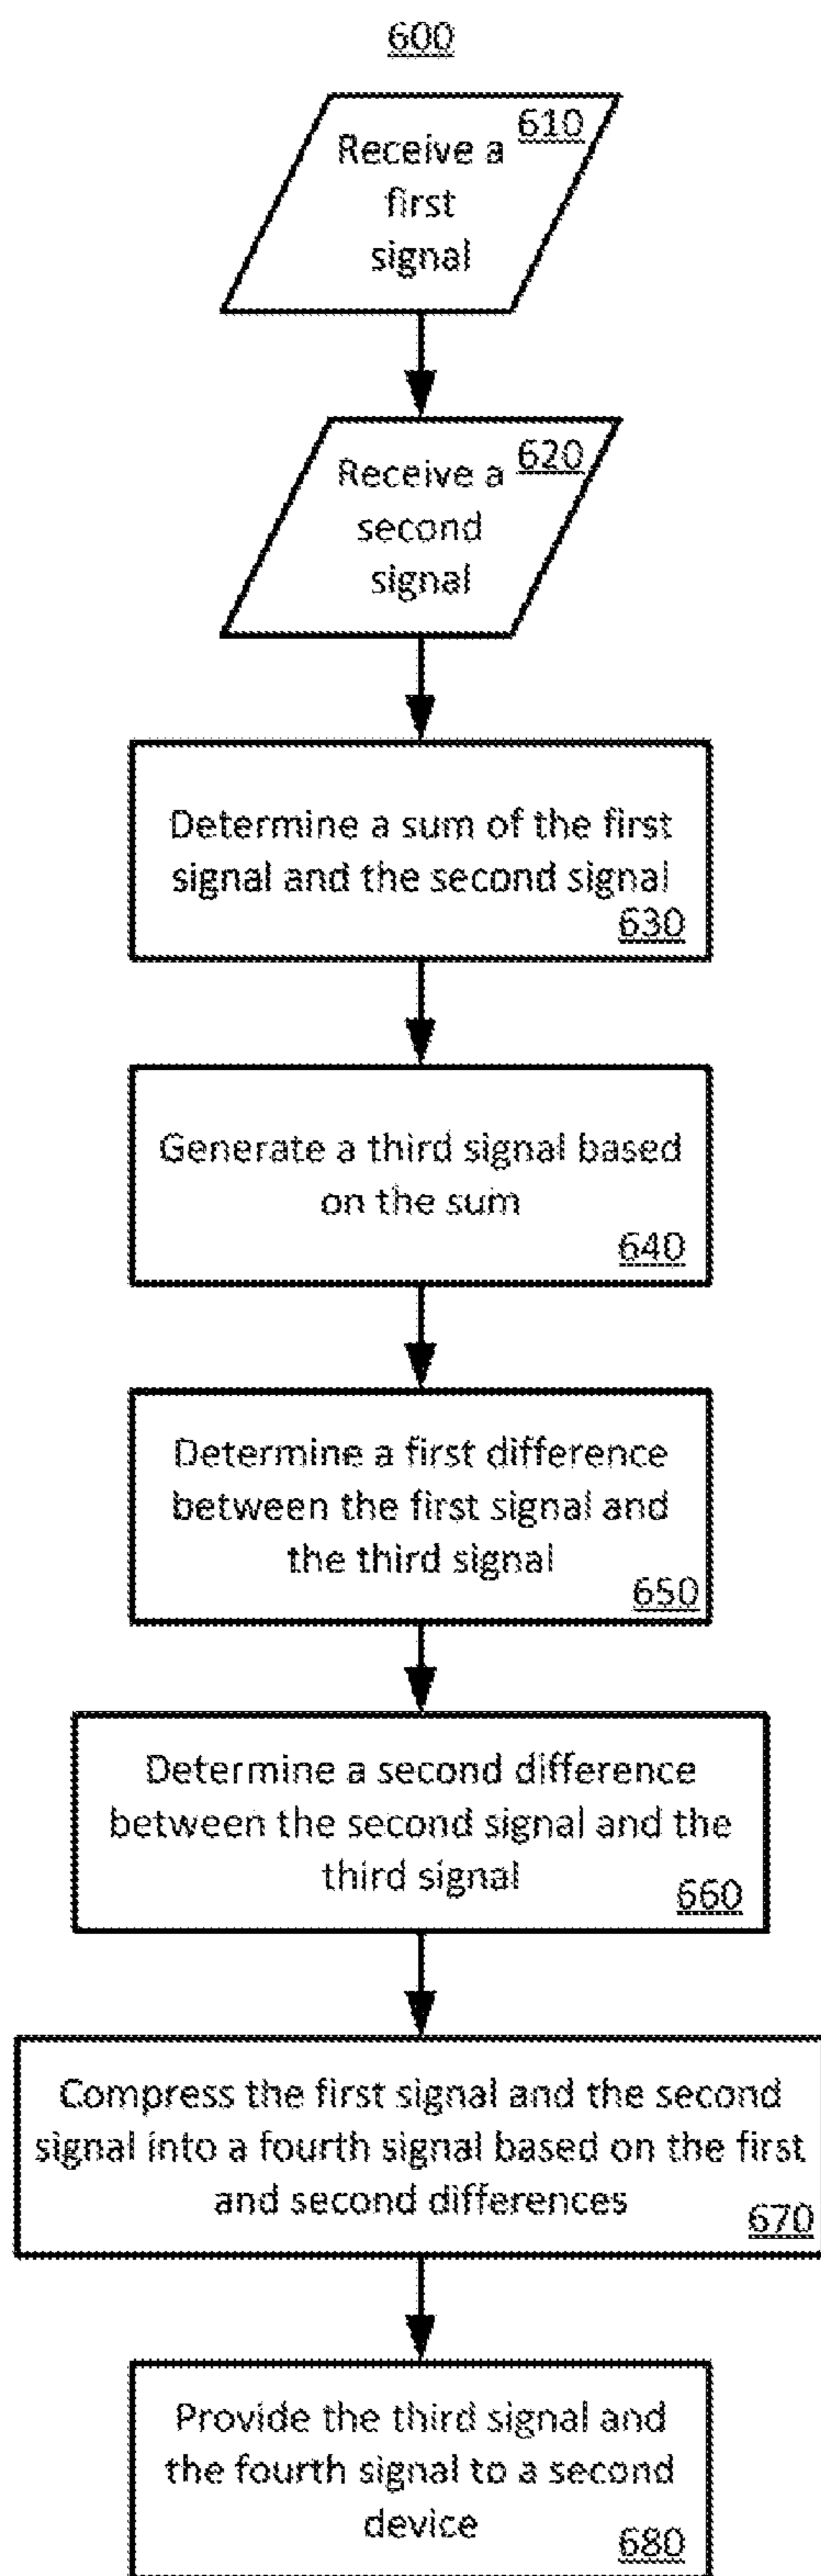 600
610
Receive a
first
signal
620
Receive a
second
signal
Determine a sum of the first
signal and the second signal
630
Generate a third signal based
on the sum
640
Determine a first difference
between the first signal and
the third signal
650
Determine a second difference
between the second signal and the
third signal
660
Compress the first signal and the second
signal into a fourth signal based on the first
and second differences
670
Provide the third signal and
the fourth signal to a second
device
680